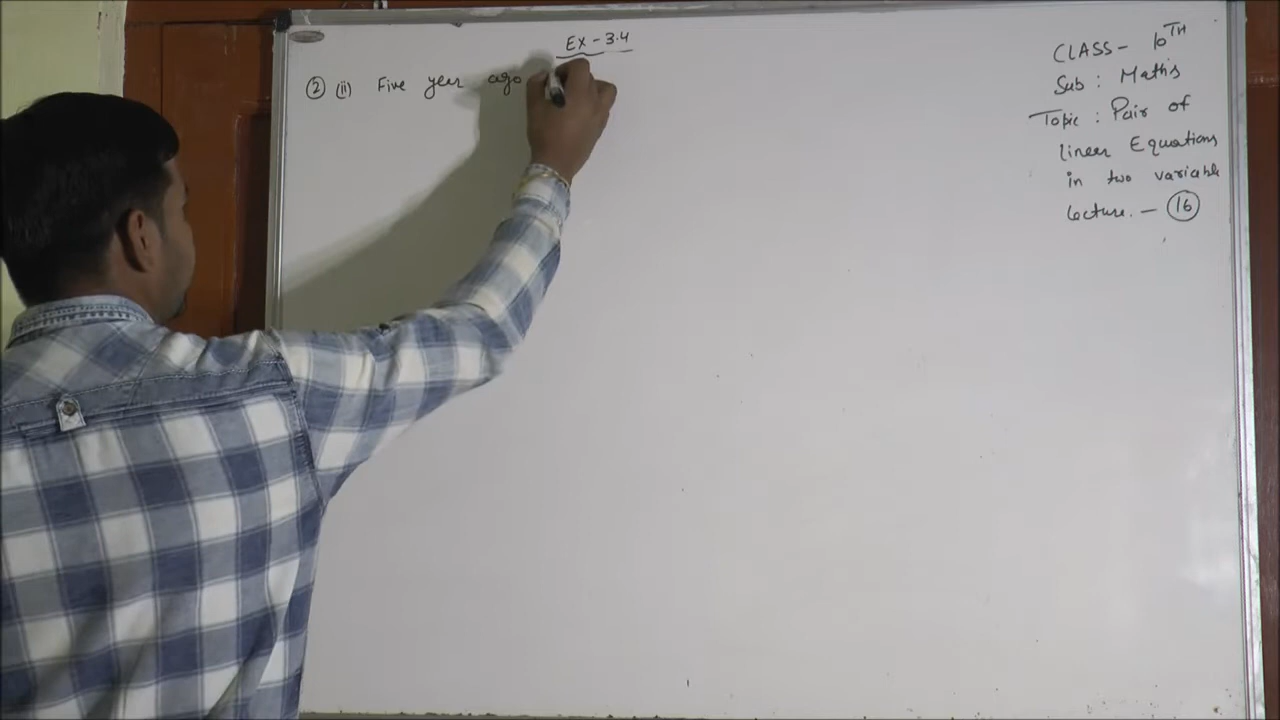 Ex - 3.4
② (ii) Five year ago
CLASS - 10TH
Sub : Maths
Topic : Pair of
linear Equations
in two variable
Lecture. - ⑯